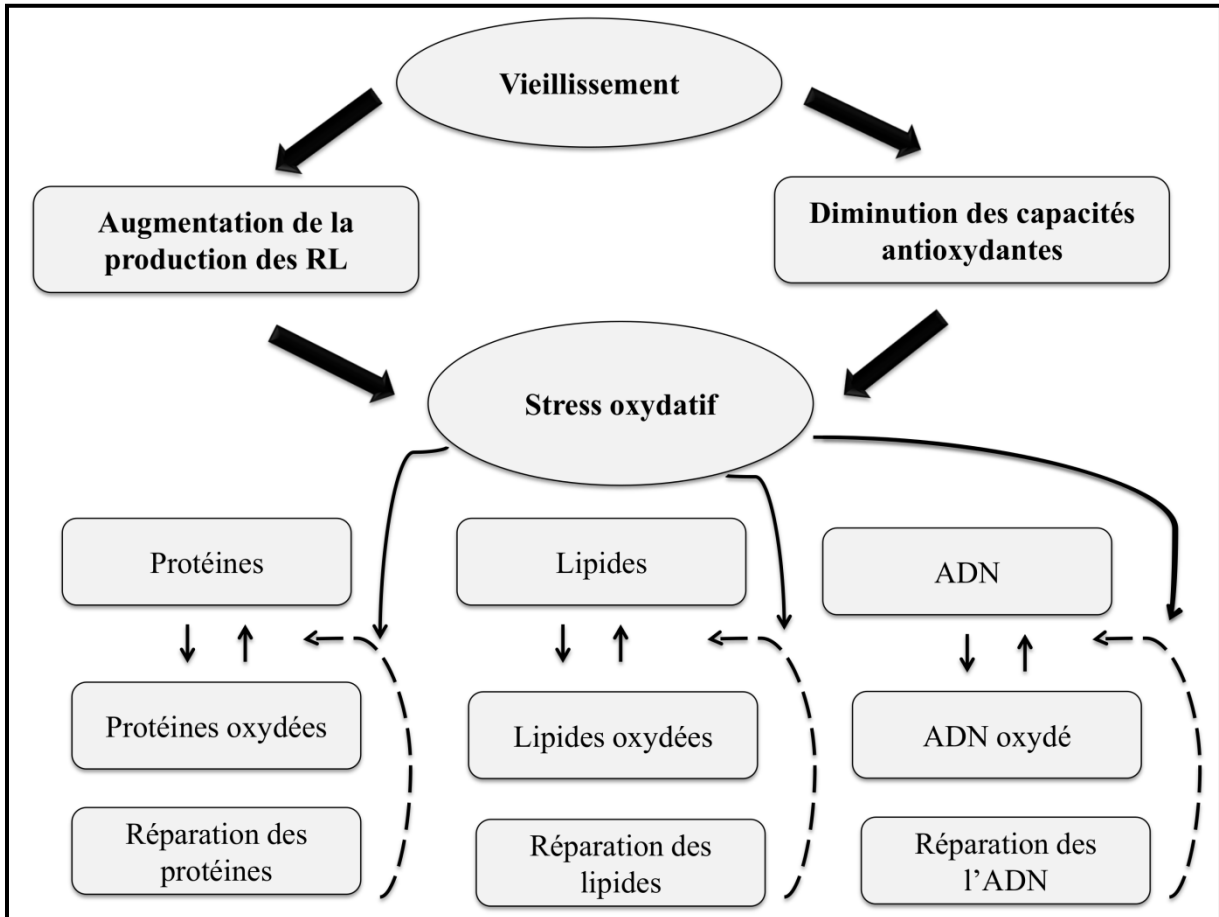 Vieillissement
Augmentation de la
production des RL
Diminution des capacités
antioxydantes
Stress oxydatif
Protéines
Lipides
ADN
Protéines oxydées
Lipides oxydées
ADN oxydé
Réparation des
protéines
Réparation des
lipides
Réparation des
l’ADN